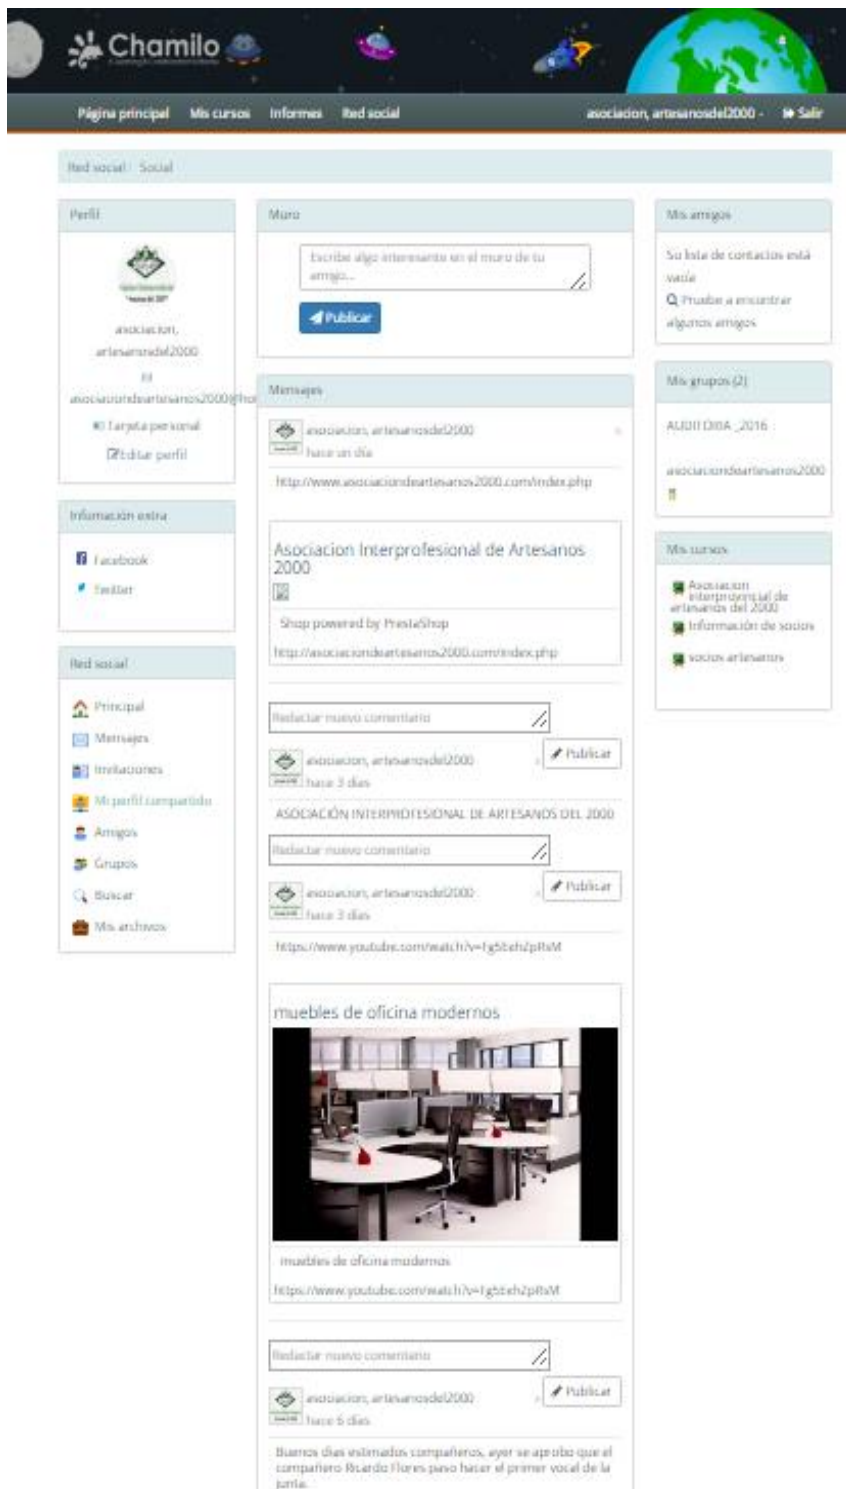 Chamilo
Página principal Mis cursos Informes Red social asociacion, artesanosdel2000 Salir
Red social Social
Perfil
asociacion,
artesanosdel2000
asociaciondeartesanos2000@ho
Tarjeta personal
Editar perfil
Información extra
Facebook
Twitter
Red social
Principal
Mensajes
Invitaciones
Mi perfil compartido
Amigos
Grupos
Buscar
Mis archivos
Muro
Escribe algo interesante en el muro de tu
amigo...
Publicar
Mensajes
asociacion, artesanosdel2000
hace un día
http://www.asociaciondeartesanos2000.com/index.php
Asociacion Interprofesional de Artesanos
2000
Shop powered by PrestaShop
http://asociaciondeartesanos2000.com/index.php
Redactar nuevo comentario
Publicar
asociacion, artesanosdel2000
hace 3 días
ASOCIACIÓN INTERPROFESIONAL DE ARTESANOS DEL 2000
Redactar nuevo comentario
Publicar
asociacion, artesanosdel2000
hace 3 días
muebles de oficina modernos
muebles de oficina modernos
Redactar nuevo comentario
Publicar
asociacion, artesanosdel2000
hace 6 días
Buenos dias estimados compañeros, ayer se aprobo que el
compañero Ricardo Flores paso hacer el primer vocal de la
junta.
Mis amigos
Su lista de contactos está
vacía
Pruebe a encontrar
algunos amigos
Mis grupos (2)
AUDITORIA _2016
asociaciondeartesanos2000
Mis cursos
Asociacion
interprovincial de
artesanos del 2000
Información de socios
socios artesanos